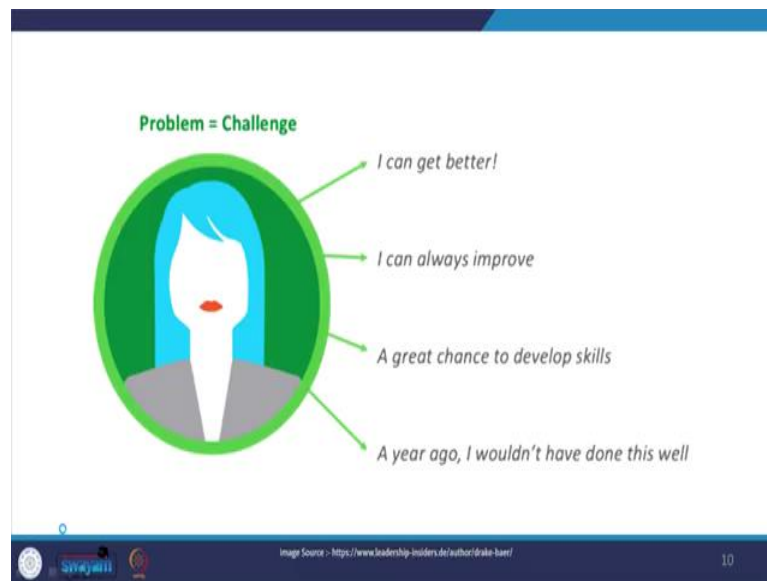 Problem = Challenge
I can get better!
I can always improve
A great chance to develop skills
A year ago, I wouldn't have done this well
swayam
Image Source :- https://www.leadership-insiders.de/author/drake-baer/
10